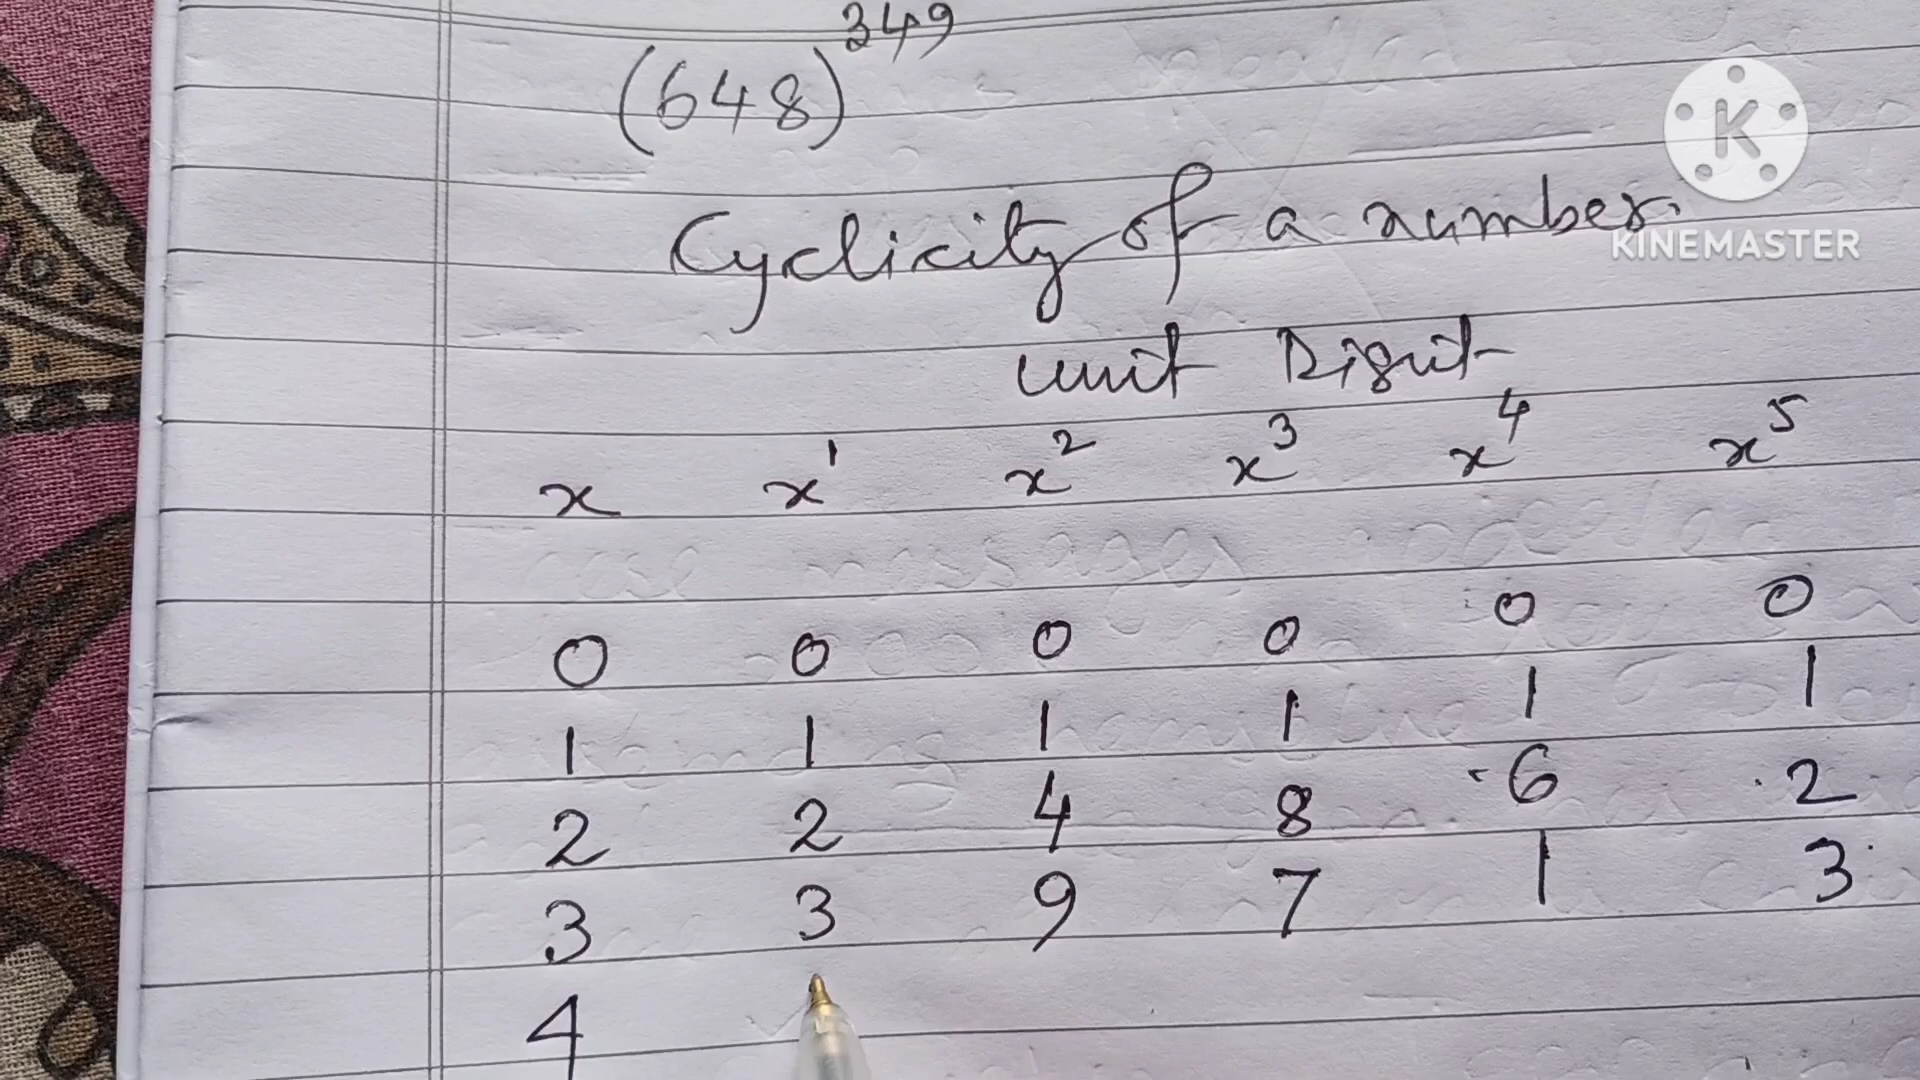 (648)^349
K
Cyclicity of a number.
KINEMASTER
Unit Digit
x x^1 x^2 x^3 x^4 x^5
0 0 0 0 0 0
1 1 1 1 1 1
2 2 4 8 6 2
3 3 9 7 1 3
4